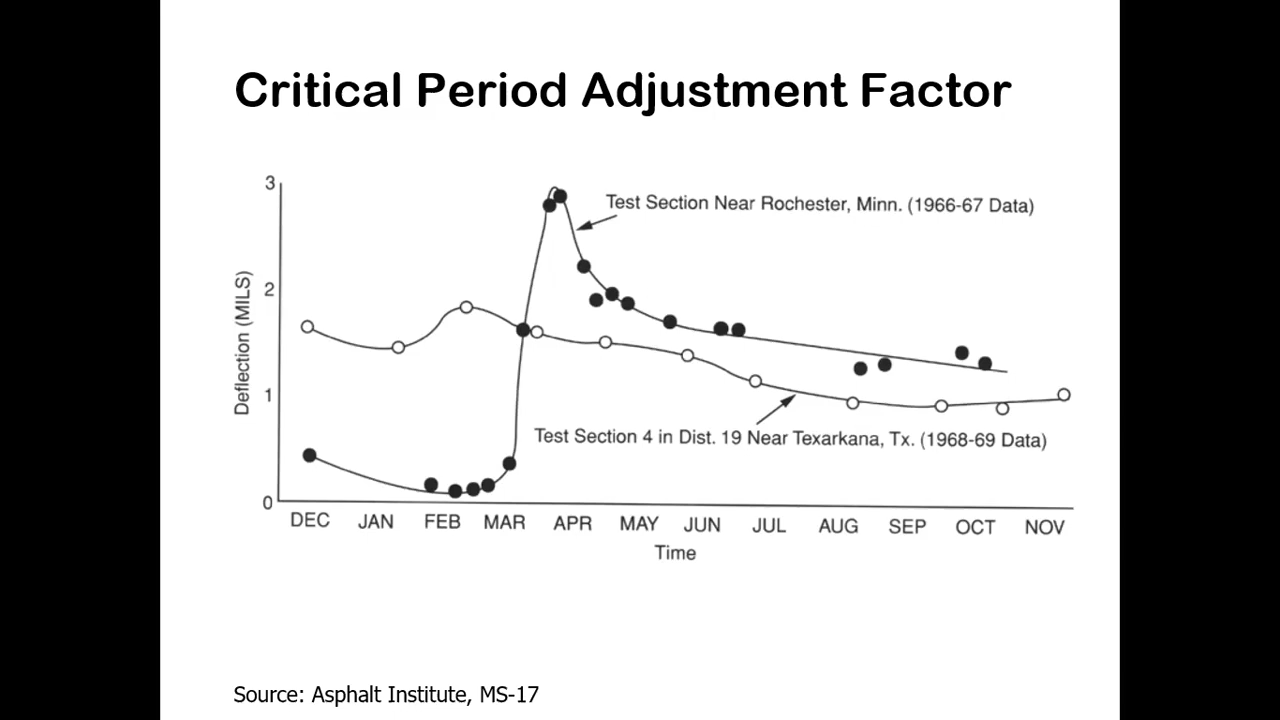 Critical Period Adjustment Factor
3
Test Section Near Rochester, Minn. (1966-67 Data)
2
Deflection (MILS)
1
Test Section 4 in Dist. 19 Near Texarkana, Tx. (1968-69 Data)
0
DEC JAN FEB MAR APR MAY JUN JUL AUG SEP OCT NOV
Time
Source: Asphalt Institute, MS-17